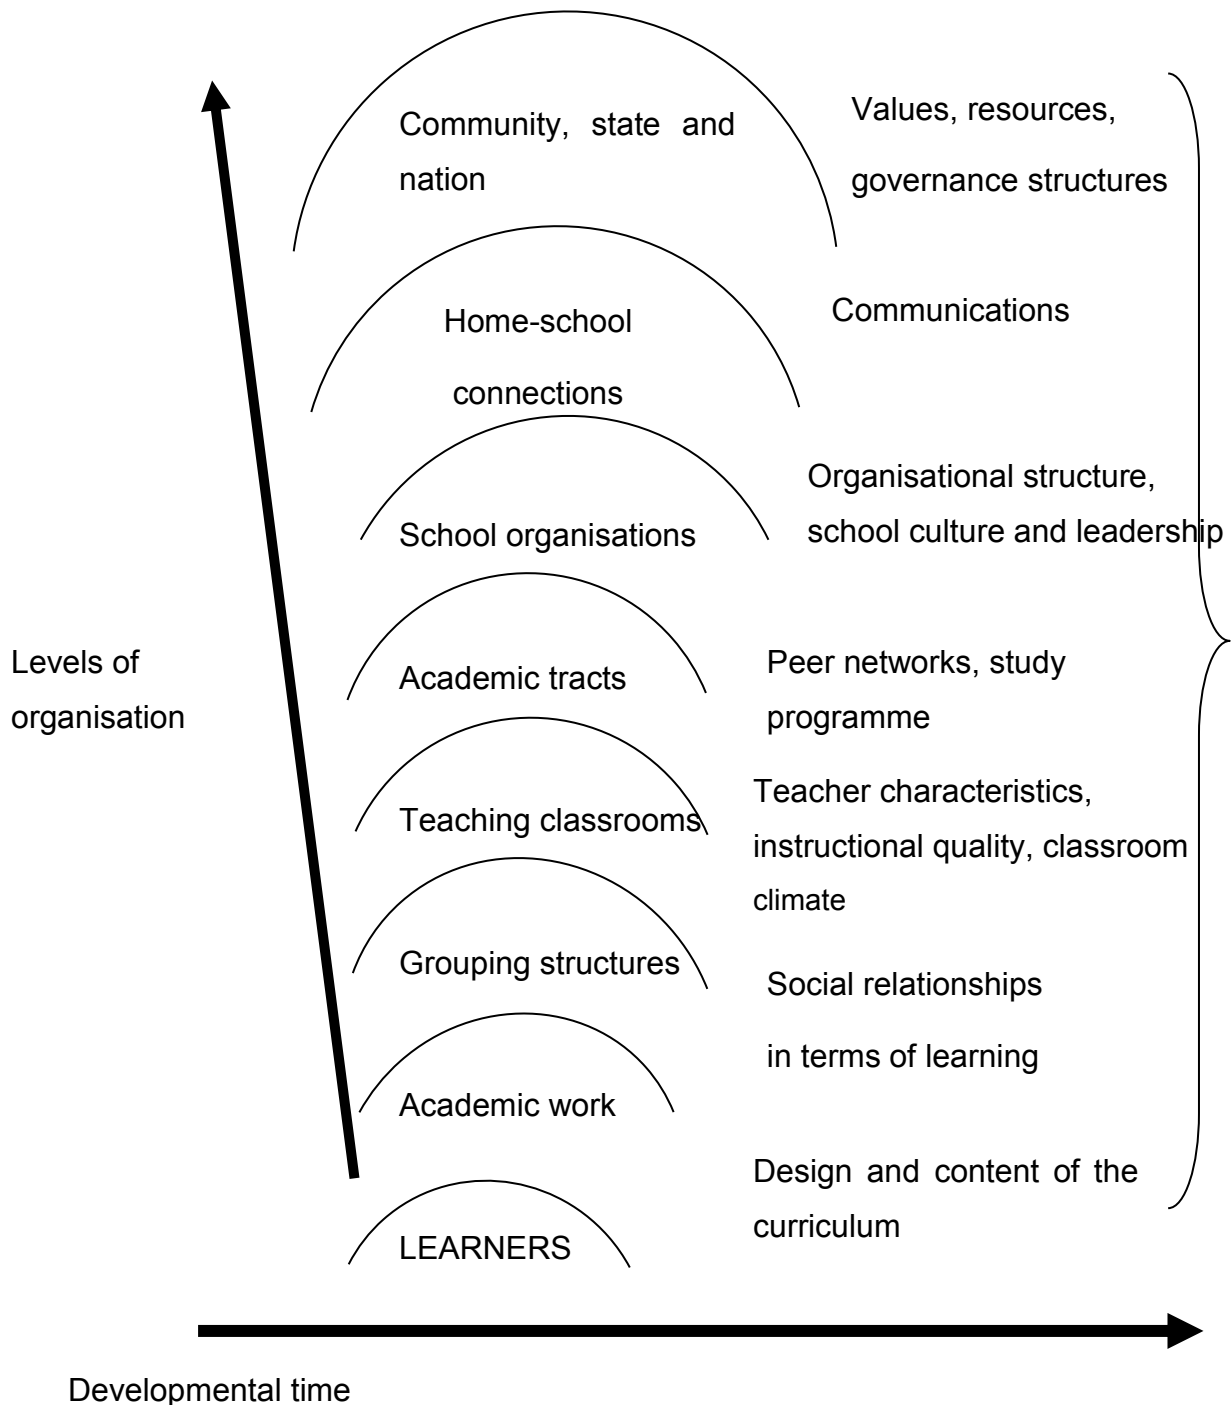 Community, state and
nation
Values, resources,
governance structures
Home-school
connections
Communications
School organisations
Organisational structure,
school culture and leadership
Levels of
organisation
Academic tracts
Peer networks, study
programme
Teaching classrooms
Teacher characteristics,
instructional quality, classroom
climate
Grouping structures
Social relationships
in terms of learning
Academic work
Design and content of the
curriculum
LEARNERS
Developmental time